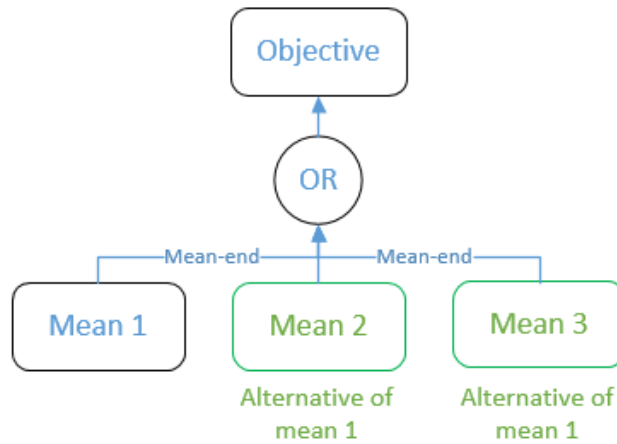 Objective
OR
Mean-end Mean-end
Mean 1 Mean 2 Mean 3
Alternative of Alternative of
mean 1 mean 1